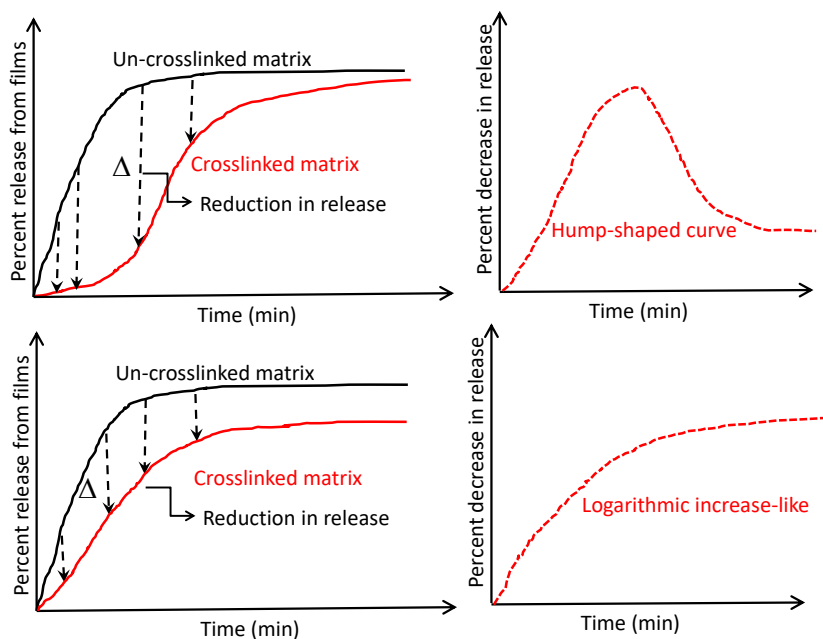 Percent release from films
Un-crosslinked matrix
Crosslinked matrix
Δ
Reduction in release
Time (min)
Percent decrease in release
Hump-shaped curve
Time (min)
Percent release from films
Un-crosslinked matrix
Crosslinked matrix
Δ
Reduction in release
Time (min)
Percent decrease in release
Logarithmic increase-like
Time (min)